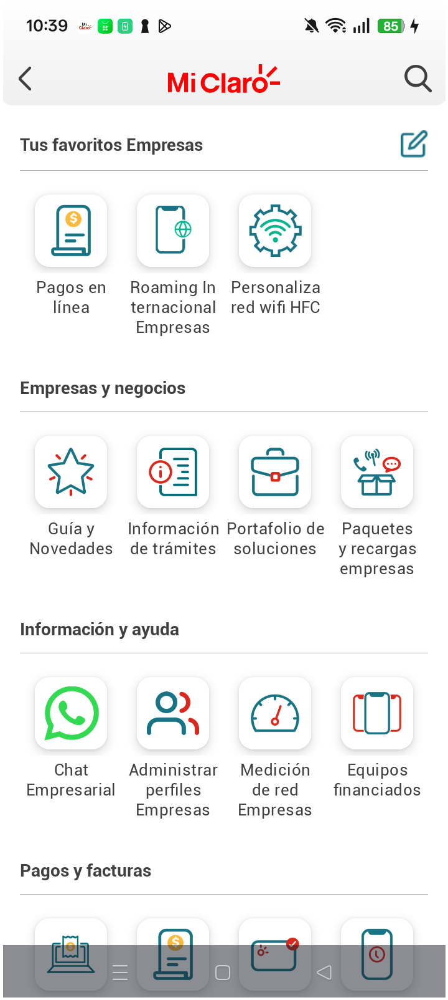 10:39
Mi Claro
85
Mi Claro
Tus favoritos Empresas
Pagos en
línea
Roaming In
ternacional
Empresas
Personaliza
red wifi HFC
Empresas y negocios
Guía y
Novedades
Información
de trámites
Portafolio de
soluciones
Paquetes
y recargas
empresas
Información y ayuda
Chat
Empresarial
Administrar
perfiles
Empresas
Medición
de red
Empresas
Equipos
financiados
Pagos y facturas